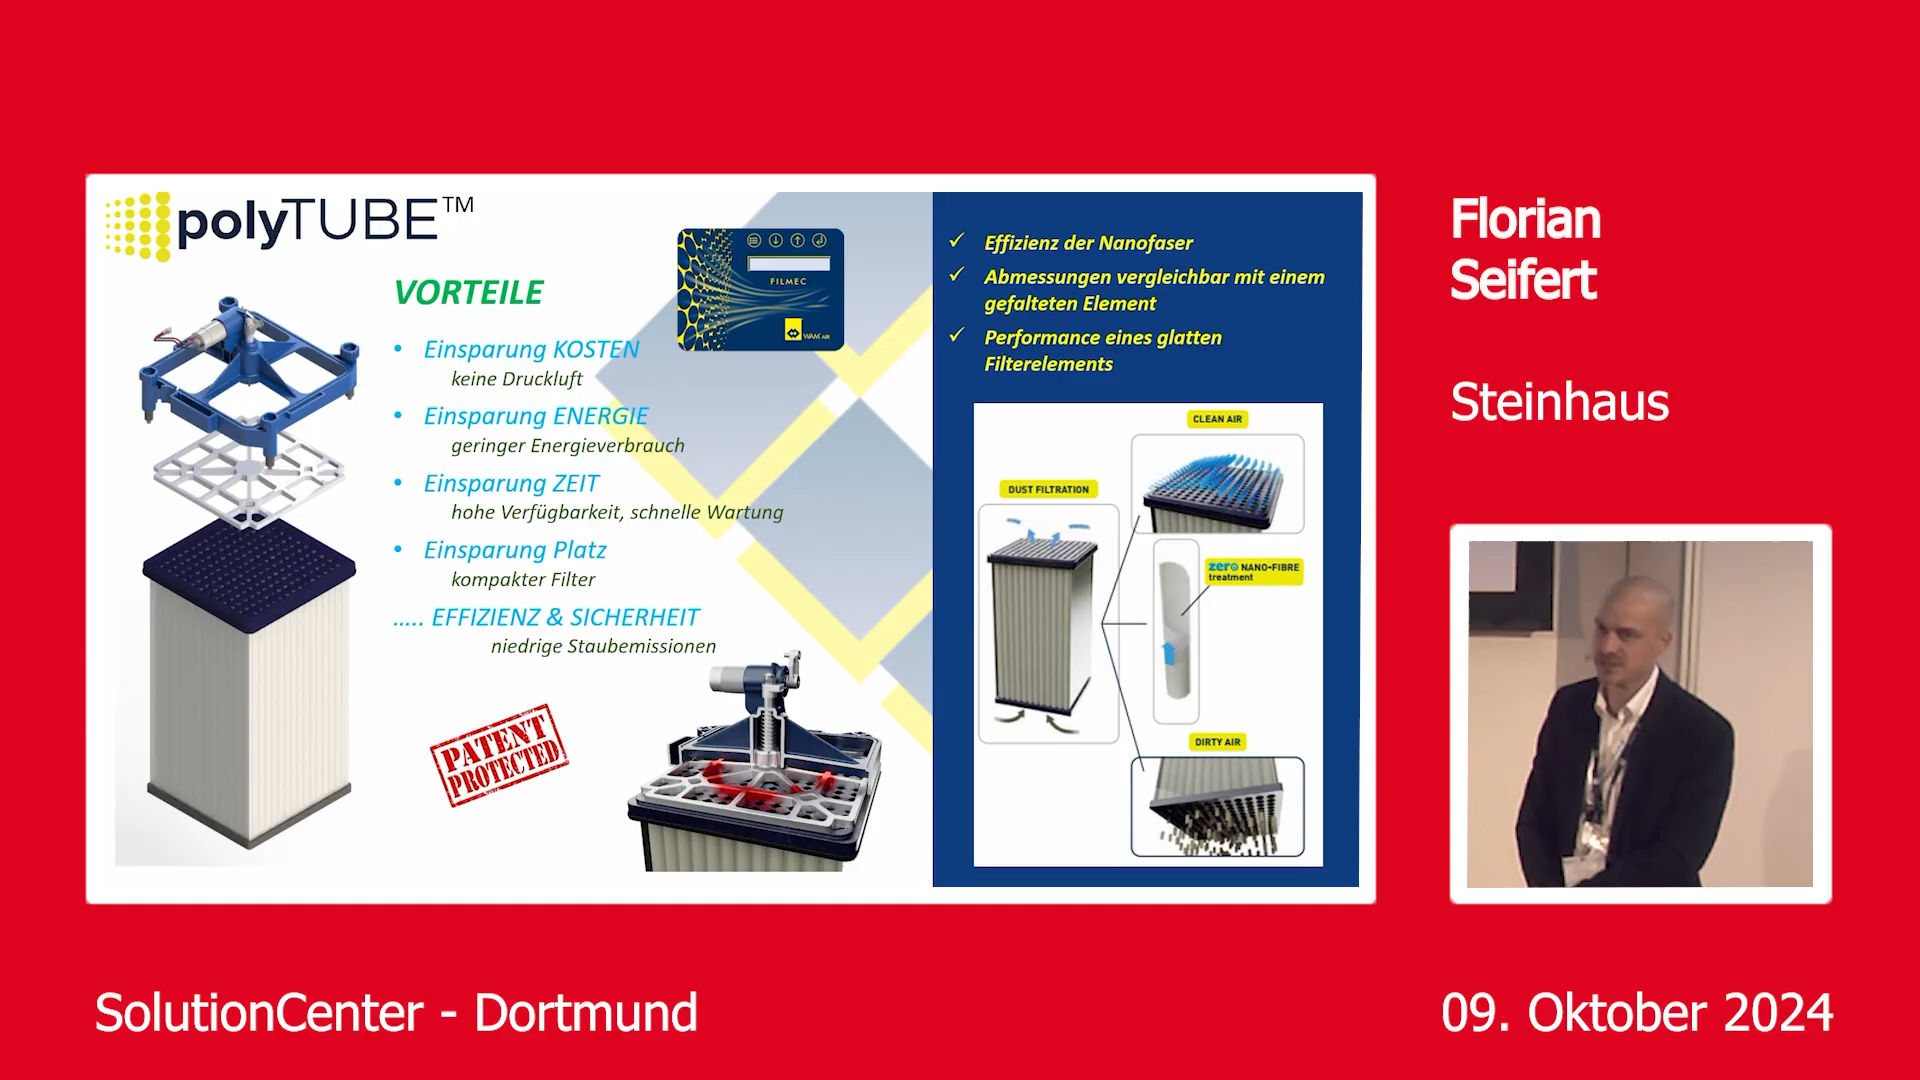 polyTUBE™
VORTEILE
• Einsparung KOSTEN
keine Druckluft
• Einsparung ENERGIE
geringer Energieverbrauch
• Einsparung ZEIT
hohe Verfügbarkeit, schnelle Wartung
• Einsparung Platz
kompakter Filter
..... EFFIZIENZ & SICHERHEIT
niedrige Staubemissionen
FILMEC
WAM AIR
PATENT
PROTECTED
✓ Effizienz der Nanofaser
✓ Abmessungen vergleichbar mit einem
gefalteten Element
✓ Performance eines glatten
Filterelements
CLEAN AIR
DUST FILTRATION
zero NANO-FIBRE
treatment
DIRTY AIR
Florian
Seifert
Steinhaus
SolutionCenter - Dortmund
09. Oktober 2024